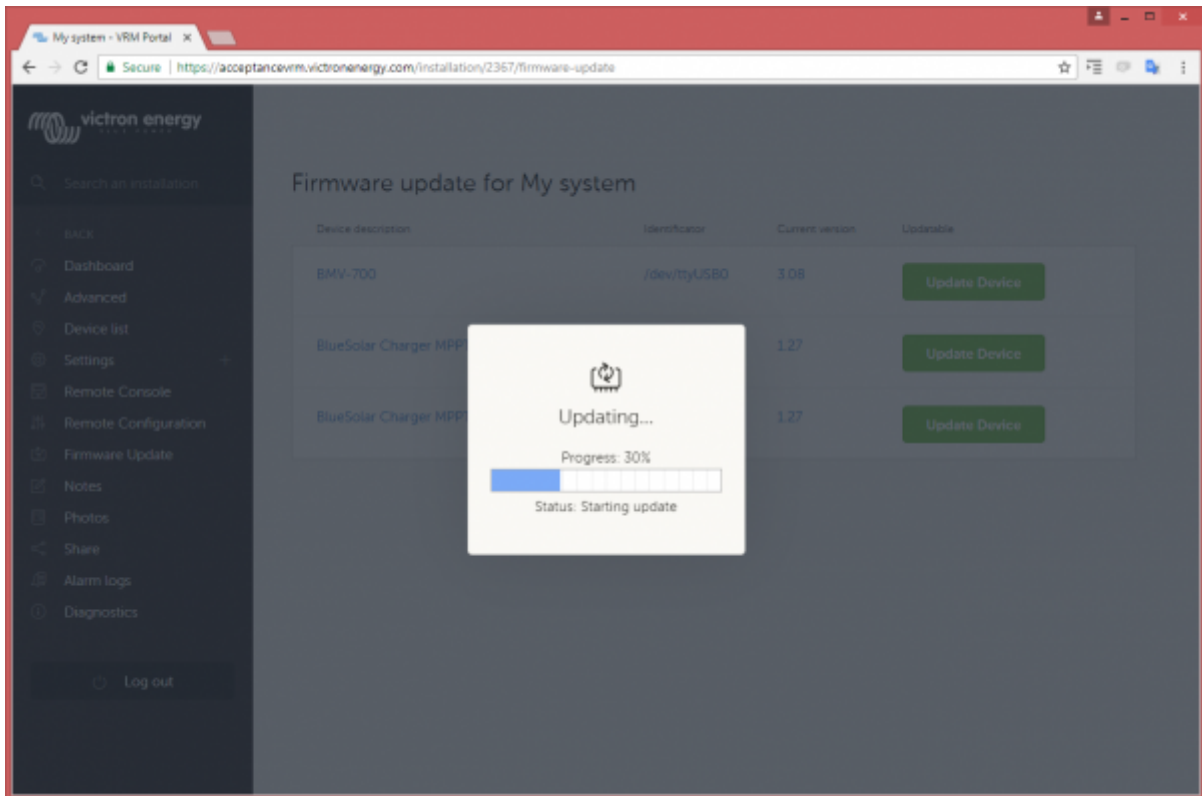 My system - VRM Portal
Secure | https://acceptancevrm.victronenergy.com/installation/2367/firmware-update
victron energy
BLUE POWER
Search an installation
BACK
Dashboard
Advanced
Device list
Settings
Remote Console
Remote Configuration
Firmware Update
Notes
Photos
Share
Alarm logs
Diagnostics
Log out
Firmware update for My system
Device description Identificator Current version Updatable
BMV-700 /dev/ttyUSB0 3.08 Update Device
BlueSolar Charger MPPT 1.27 Update Device
BlueSolar Charger MPPT 1.27 Update Device
Updating...
Progress: 30%
Status: Starting update